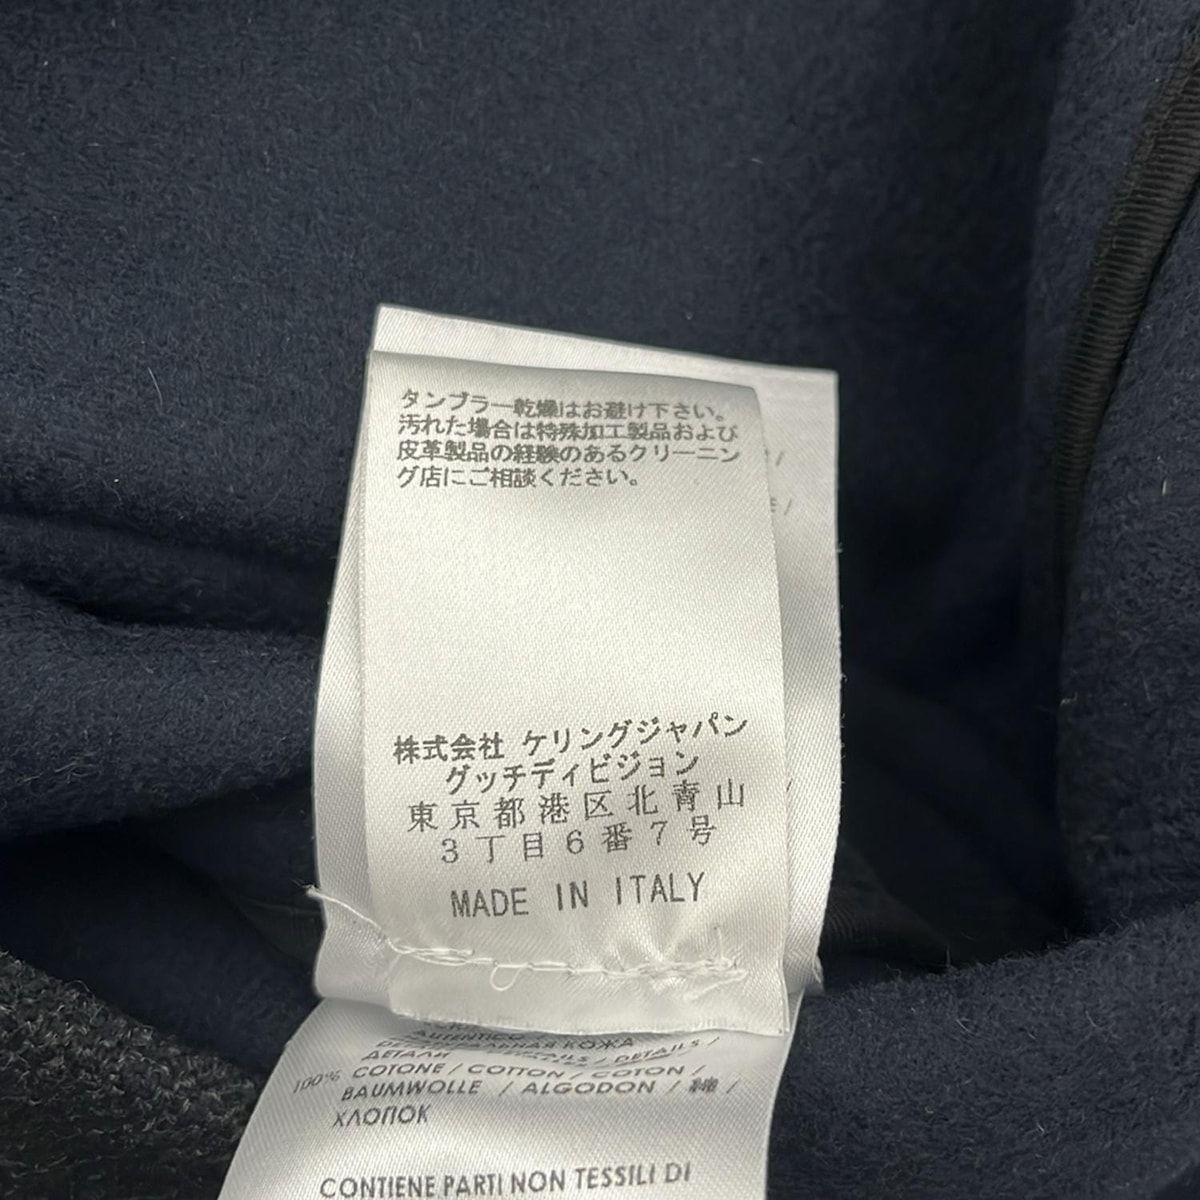 タンブラー乾燥はお避け下さい。
汚れた場合は特殊加工製品および
皮革製品の経験のあるクリーニン
グ店にご相談ください。
株式会社 ケリングジャパン
グッチディビジョン
東京都港区北青山
3丁目6番7号
MADE IN ITALY
AUTENTICO
КОЖА
ДЕТАЛИ / DETAILS / DETAILS /
100% COTONE / COTTON / COTON /
BAUMWOLLE / ALGODON / 綿 /
ХЛОПОК
CONTIENE PARTI NON TESSILI DI